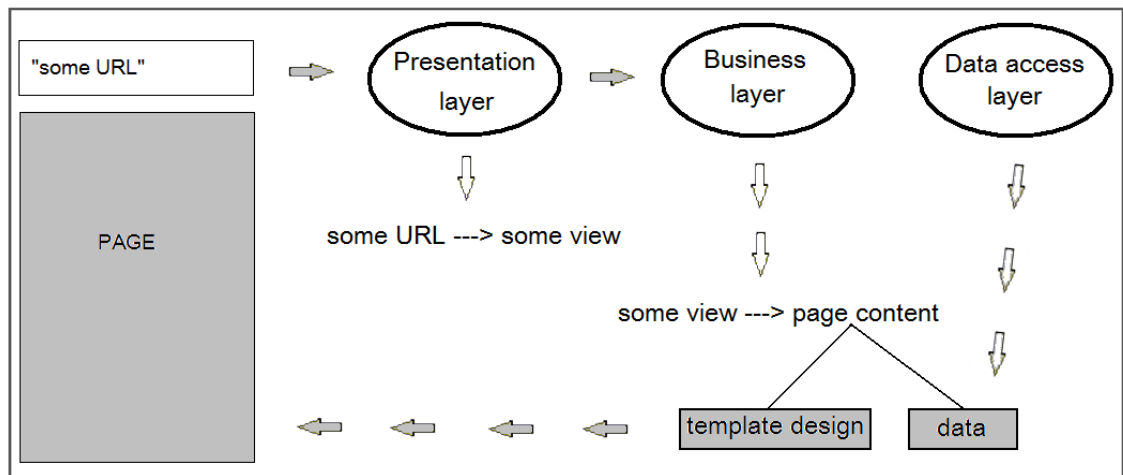 "some URL"
Presentation
layer
Business
layer
Data access
layer
PAGE
some URL ---> some view
some view ---> page content
template design
data